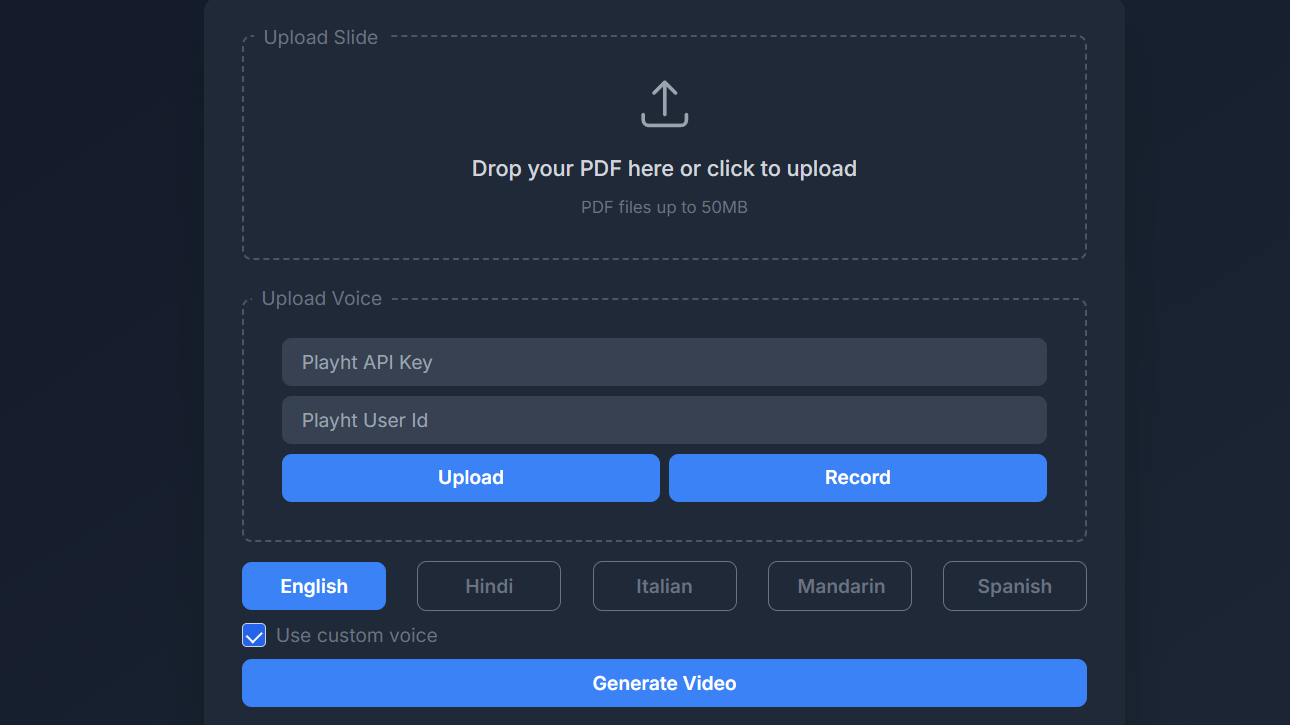 Upload Slide
Drop your PDF here or click to upload
PDF files up to 50MB
Upload Voice
Playht API Key
Playht User Id
Upload Record
English Hindi Italian Mandarin Spanish
Use custom voice
Generate Video